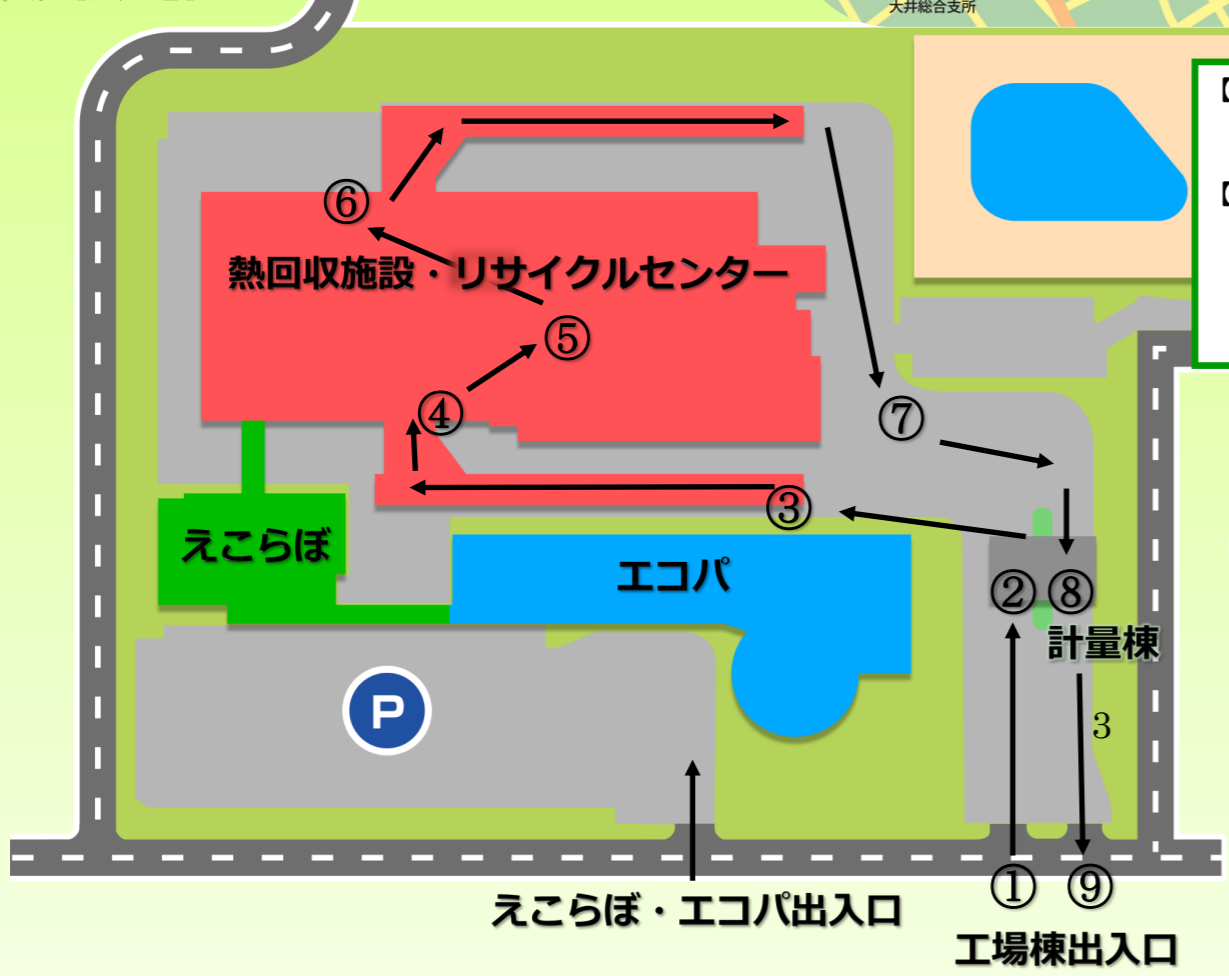 大井総合支所
【
【
⑥
熱回収施設・リサイクルセンター
⑤
④
⑦
③
えこらぼ
エコパ
② ⑧
計量棟
P
3
① ⑨
えこらぼ・エコパ出入口
工場棟出入口